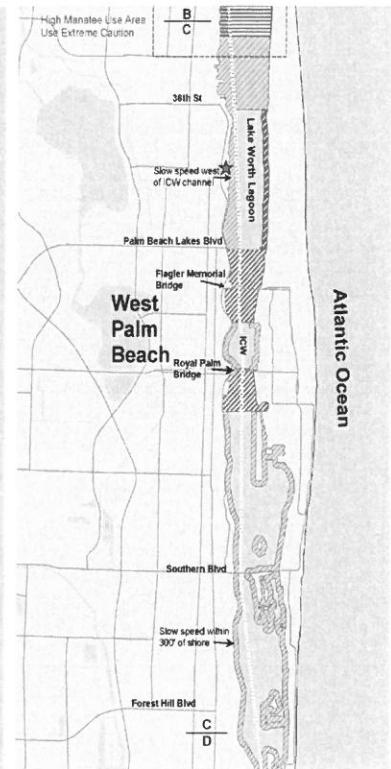 B
C
High Manatee Use Area
Use Extreme Caution
36th St
Lake Worth Lagoon
Slow speed west
of ICW channel
Palm Beach Lakes Blvd
Flagler Memorial
Bridge
West
Palm
Beach
Atlantic Ocean
ICW
Royal Palm
Bridge
Southern Blvd
Slow speed within
300' of shore
Forest Hill Blvd
C
D